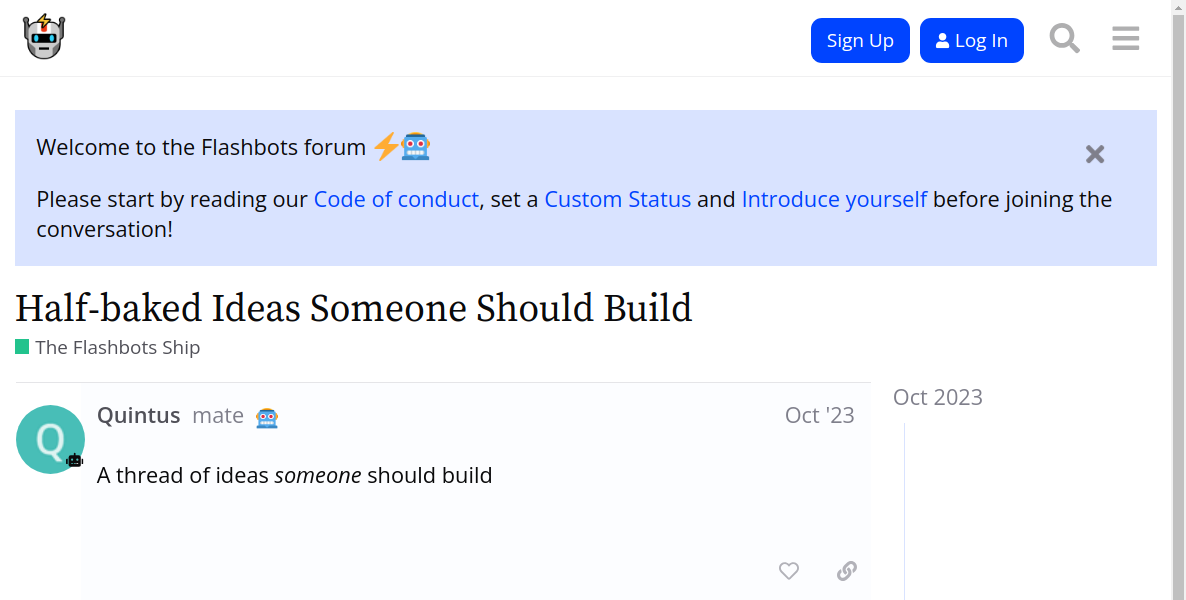 Sign Up
Log In
Welcome to the Flashbots forum
Please start by reading our Code of conduct, set a Custom Status and Introduce yourself before joining the
conversation!
Half-baked Ideas Someone Should Build
The Flashbots Ship
Oct 2023
Q
Quintus mate Oct '23
A thread of ideas someone should build